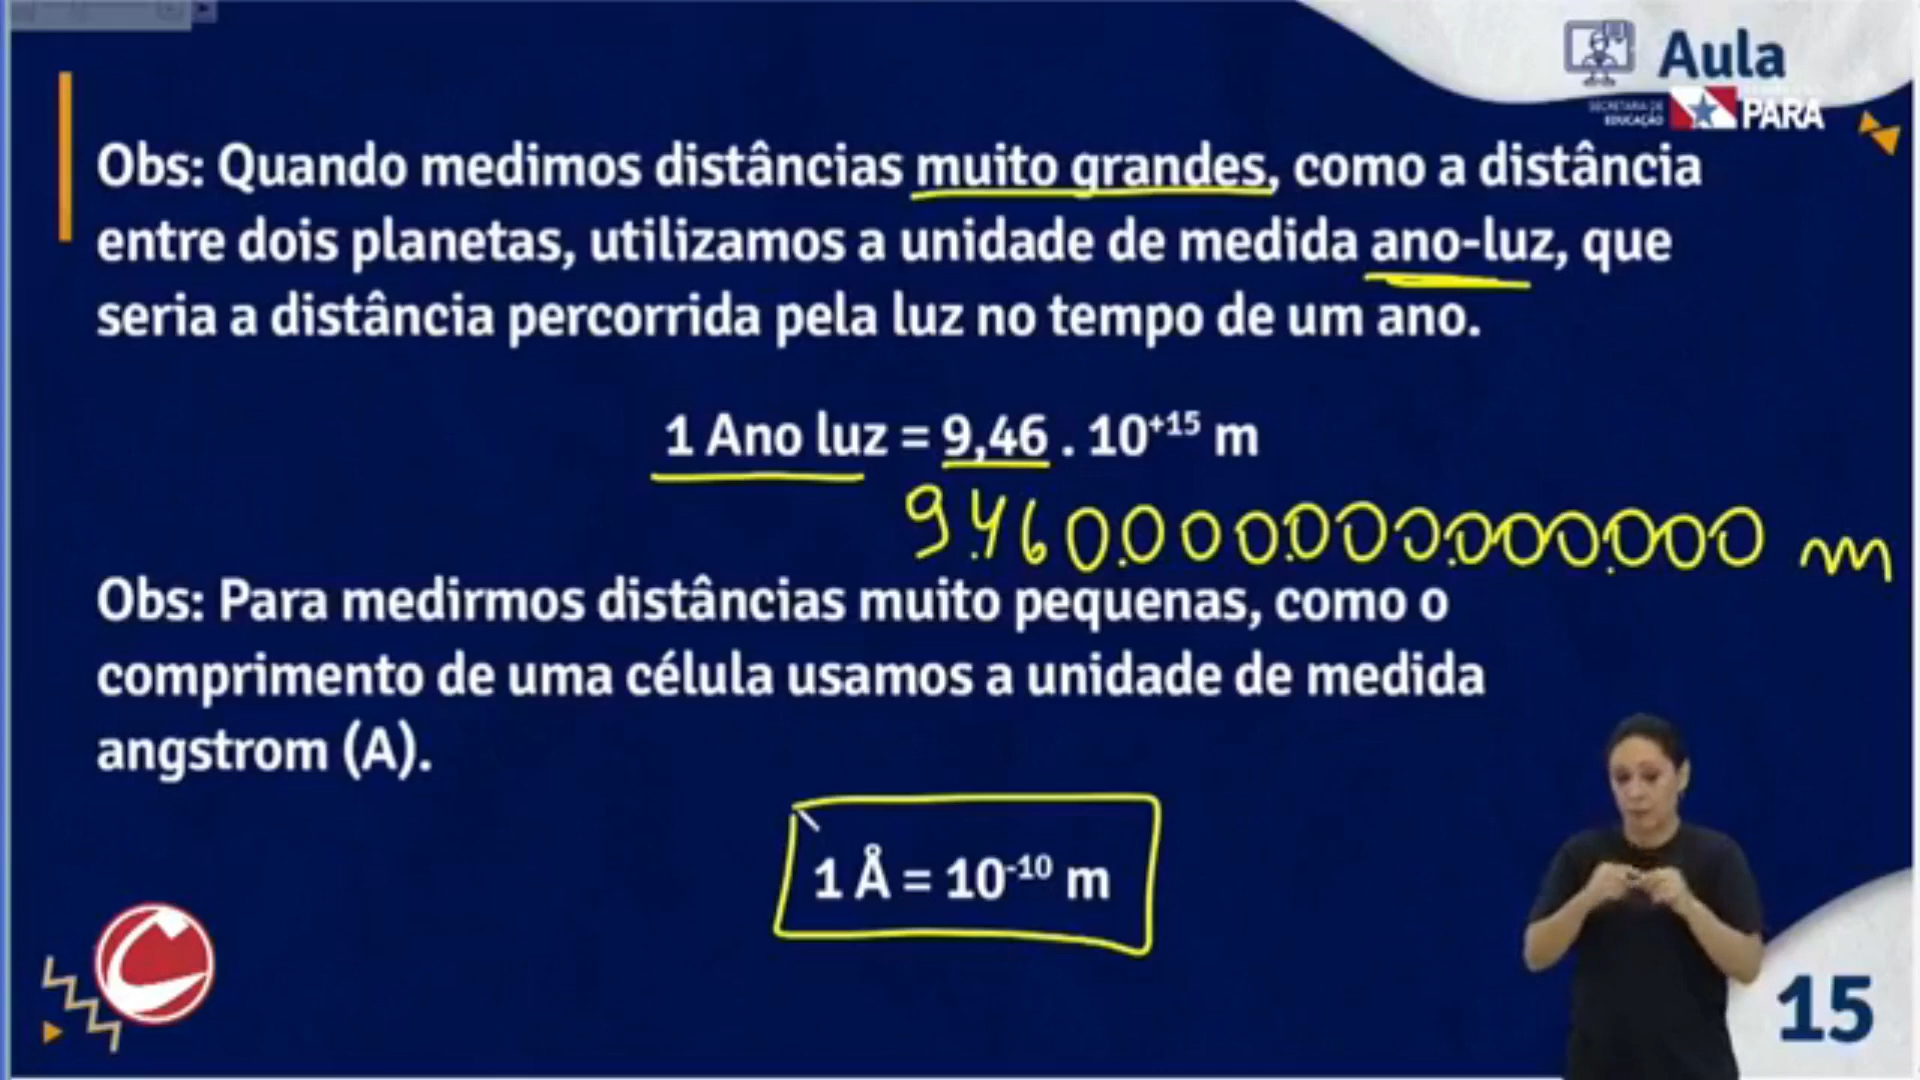 Aula
SECRETARIA DE
EDUCAÇÃO
PARÁ
Obs: Quando medimos distâncias muito grandes, como a distância
entre dois planetas, utilizamos a unidade de medida ano-luz, que
seria a distância percorrida pela luz no tempo de um ano.
1 Ano luz = 9,46 . 10⁺¹⁵ m
9.460.000.000.000.000 m
Obs: Para medirmos distâncias muito pequenas, como o
comprimento de uma célula usamos a unidade de medida
angstrom (A).
1 Å = 10⁻¹⁰ m
15